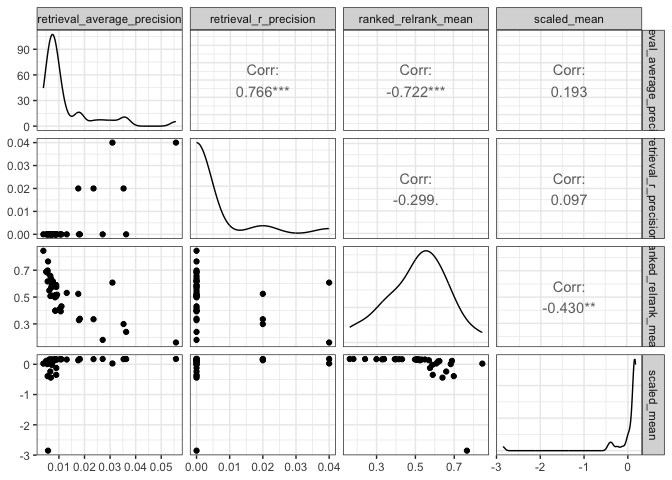 retrieval_average_precision
retrieval_r_precision
ranked_relrank_mean
scaled_mean
90
60
30
0
Corr:
0.766***
Corr:
-0.722***
Corr:
0.193
eval_average_preci
0.04
0.03
0.02
0.01
0.00
Corr:
-0.299.
Corr:
0.097
etrieval_r_precision
0.7
0.5
0.3
Corr:
-0.430**
anked_relrank_mea
0
-1
-2
-3
scaled_mean
0.01 0.02 0.03 0.04 0.05
0.00 0.01 0.02 0.03 0.04
0.3 0.5 0.7
-3 -2 -1 0